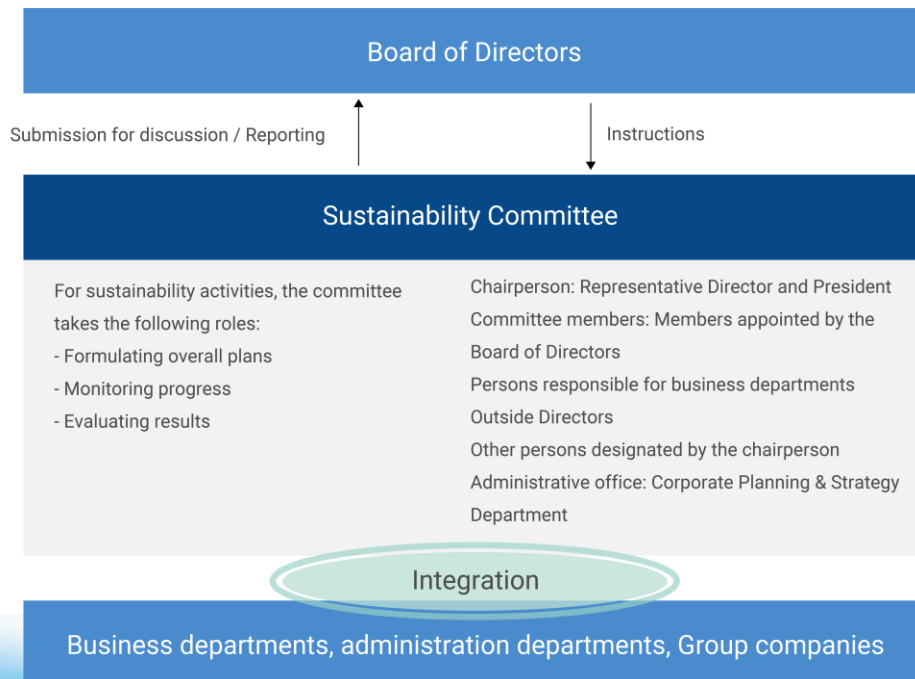 Board of Directors
Submission for discussion / Reporting
Instructions
Sustainability Committee
For sustainability activities, the committee
takes the following roles:
- Formulating overall plans
- Monitoring progress
- Evaluating results
Chairperson: Representative Director and President
Committee members: Members appointed by the
Board of Directors
Persons responsible for business departments
Outside Directors
Other persons designated by the chairperson
Administrative office: Corporate Planning & Strategy
Department
Integration
Business departments, administration departments, Group companies